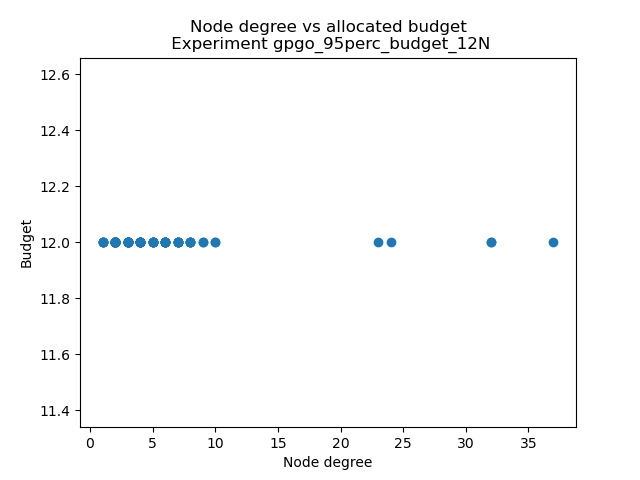 Node degree vs allocated budget
Experiment gpgo_95perc_budget_12N
12.6
12.4
12.2
12.0
11.8
11.6
11.4
Budget
0 5 10 15 20 25 30 35
Node degree